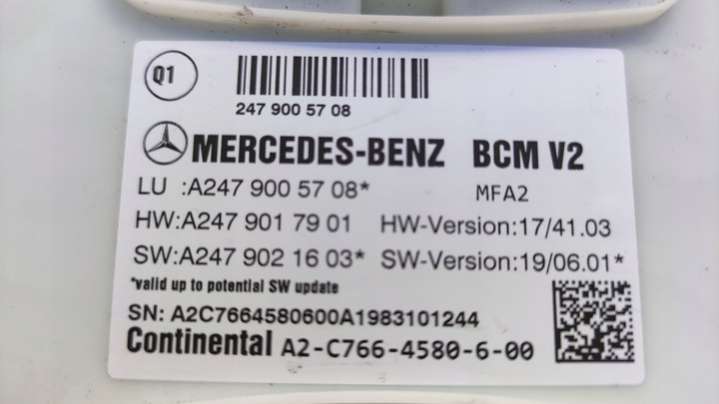 Q1
247 900 57 08
MERCEDES-BENZ BCM V2
LU :A247 900 57 08* MFA2
HW:A247 901 79 01 HW-Version:17/41.03
SW:A247 902 16 03* SW-Version:19/06.01*
*valid up to potential SW update
SN: A2C7664580600A1983101244
Continental A2-C766-4580-6-00